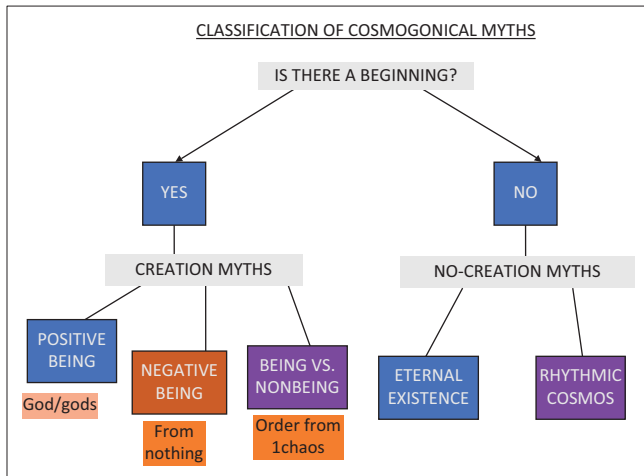 CLASSIFICATION OF COSMOGONICAL MYTHS
IS THERE A BEGINNING?
YES
NO
CREATION MYTHS
NO-CREATION MYTHS
POSITIVE
BEING
NEGATIVE
BEING
BEING VS.
NONBEING
ETERNAL
EXISTENCE
RHYTHMIC
COSMOS
God/gods
From
nothing
Order from
1chaos